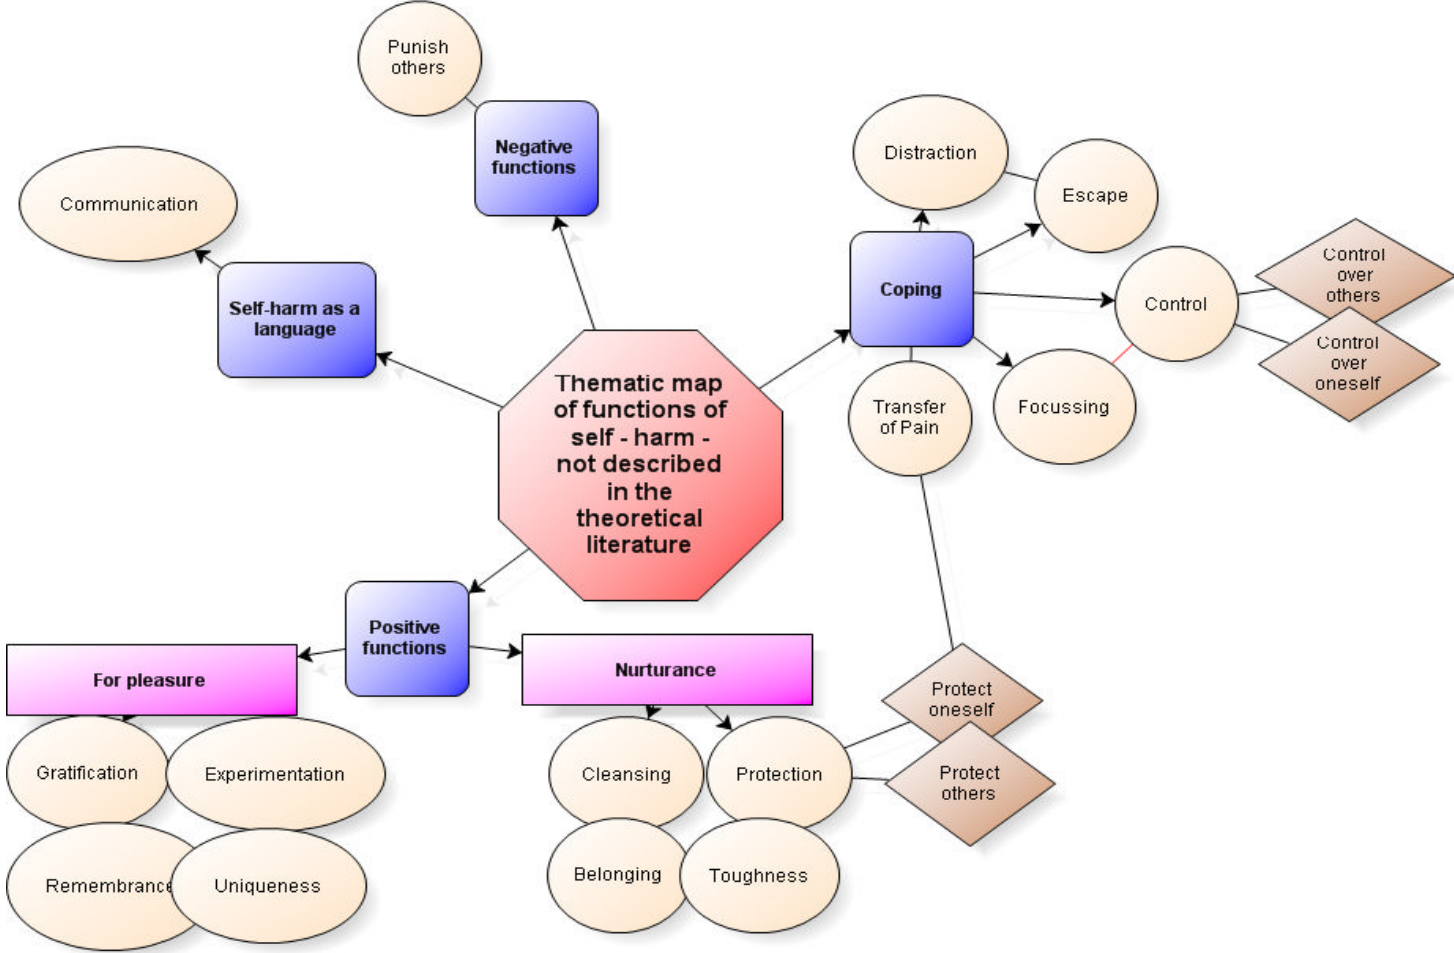 Punish
others
Negative
functions
Communication
Self-harm as a
language
Distraction
Escape
Coping
Control
Control
over
others
Control
over
oneself
Transfer
of Pain
Focussing
Thematic map
of functions of
self - harm -
not described
in the
theoretical
literature
Positive
functions
For pleasure
Nurturance
Gratification
Experimentation
Remembrance
Uniqueness
Cleansing
Protection
Belonging
Toughness
Protect
oneself
Protect
others